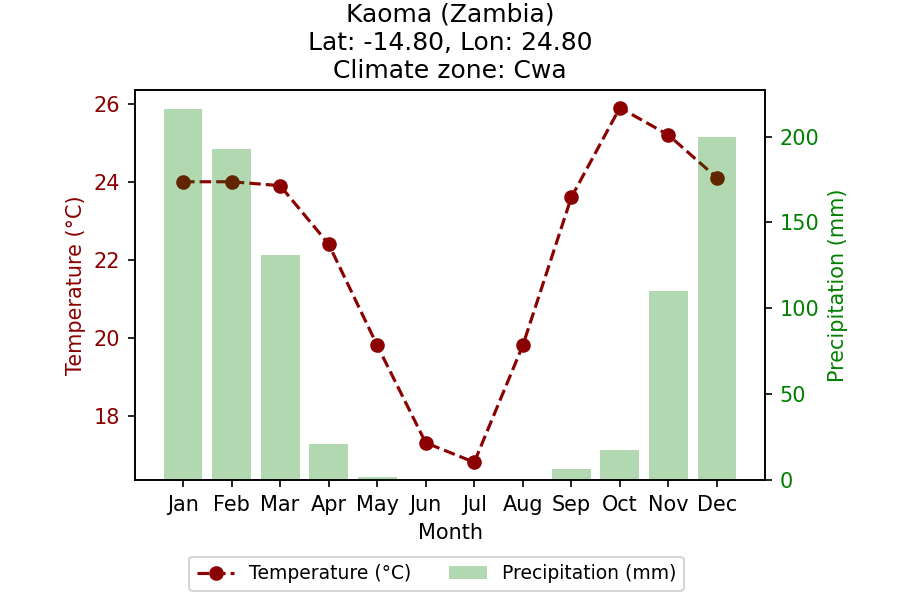 Kaoma (Zambia)
Lat: -14.80, Lon: 24.80
Climate zone: Cwa
26
24
22
20
18
Temperature (°C)
200
150
100
50
0
Precipitation (mm)
Jan Feb Mar Apr May Jun Jul Aug Sep Oct Nov Dec
Month
Temperature (°C) Precipitation (mm)